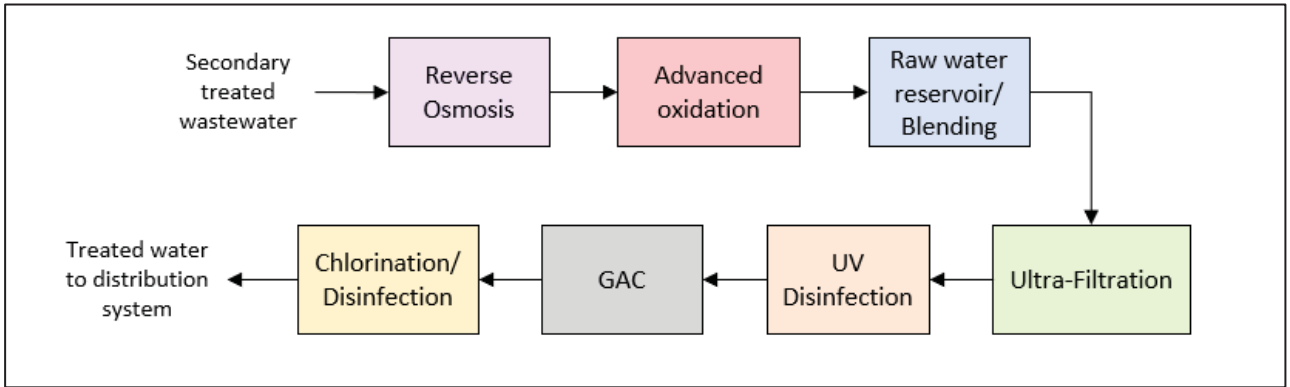 Secondary
treated
wastewater
Reverse
Osmosis
Advanced
oxidation
Raw water
reservoir/
Blending
Ultra-Filtration
UV
Disinfection
GAC
Chlorination/
Disinfection
Treated water
to distribution
system